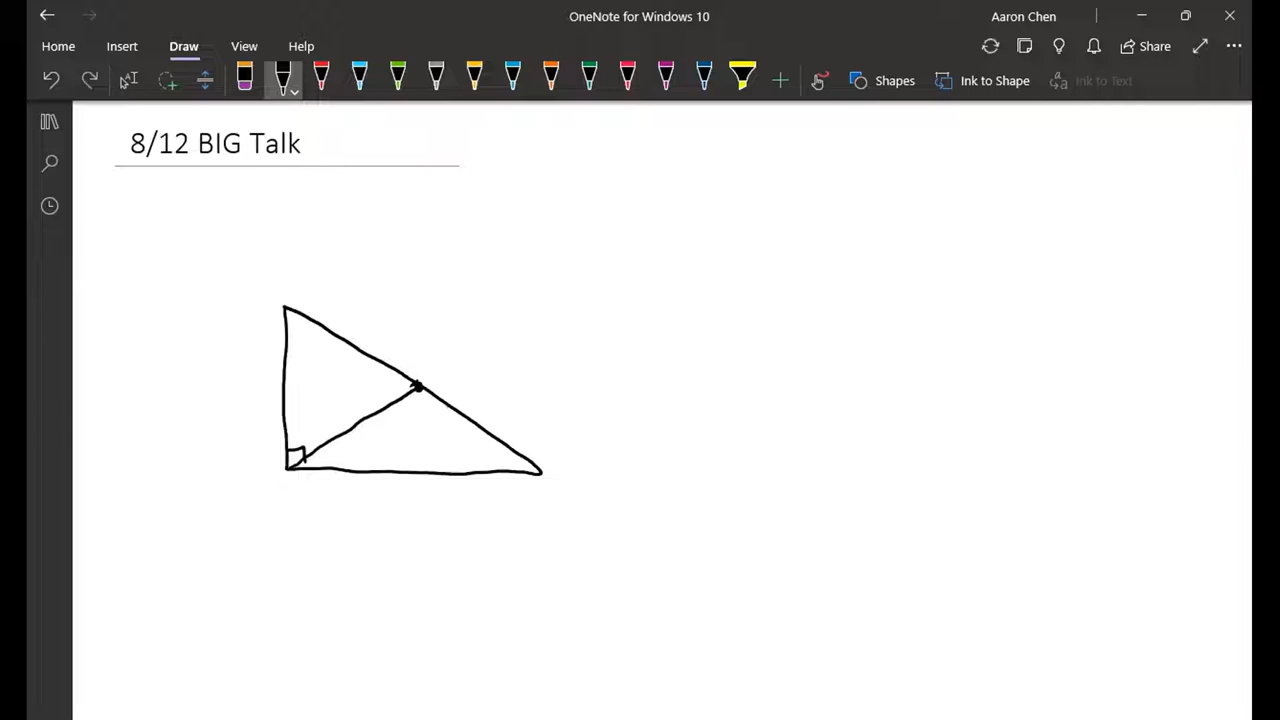 OneNote for Windows 10
Aaron Chen
Home Insert Draw View Help
Share
Shapes
Ink to Shape
Ink to Text
8/12 BIG Talk